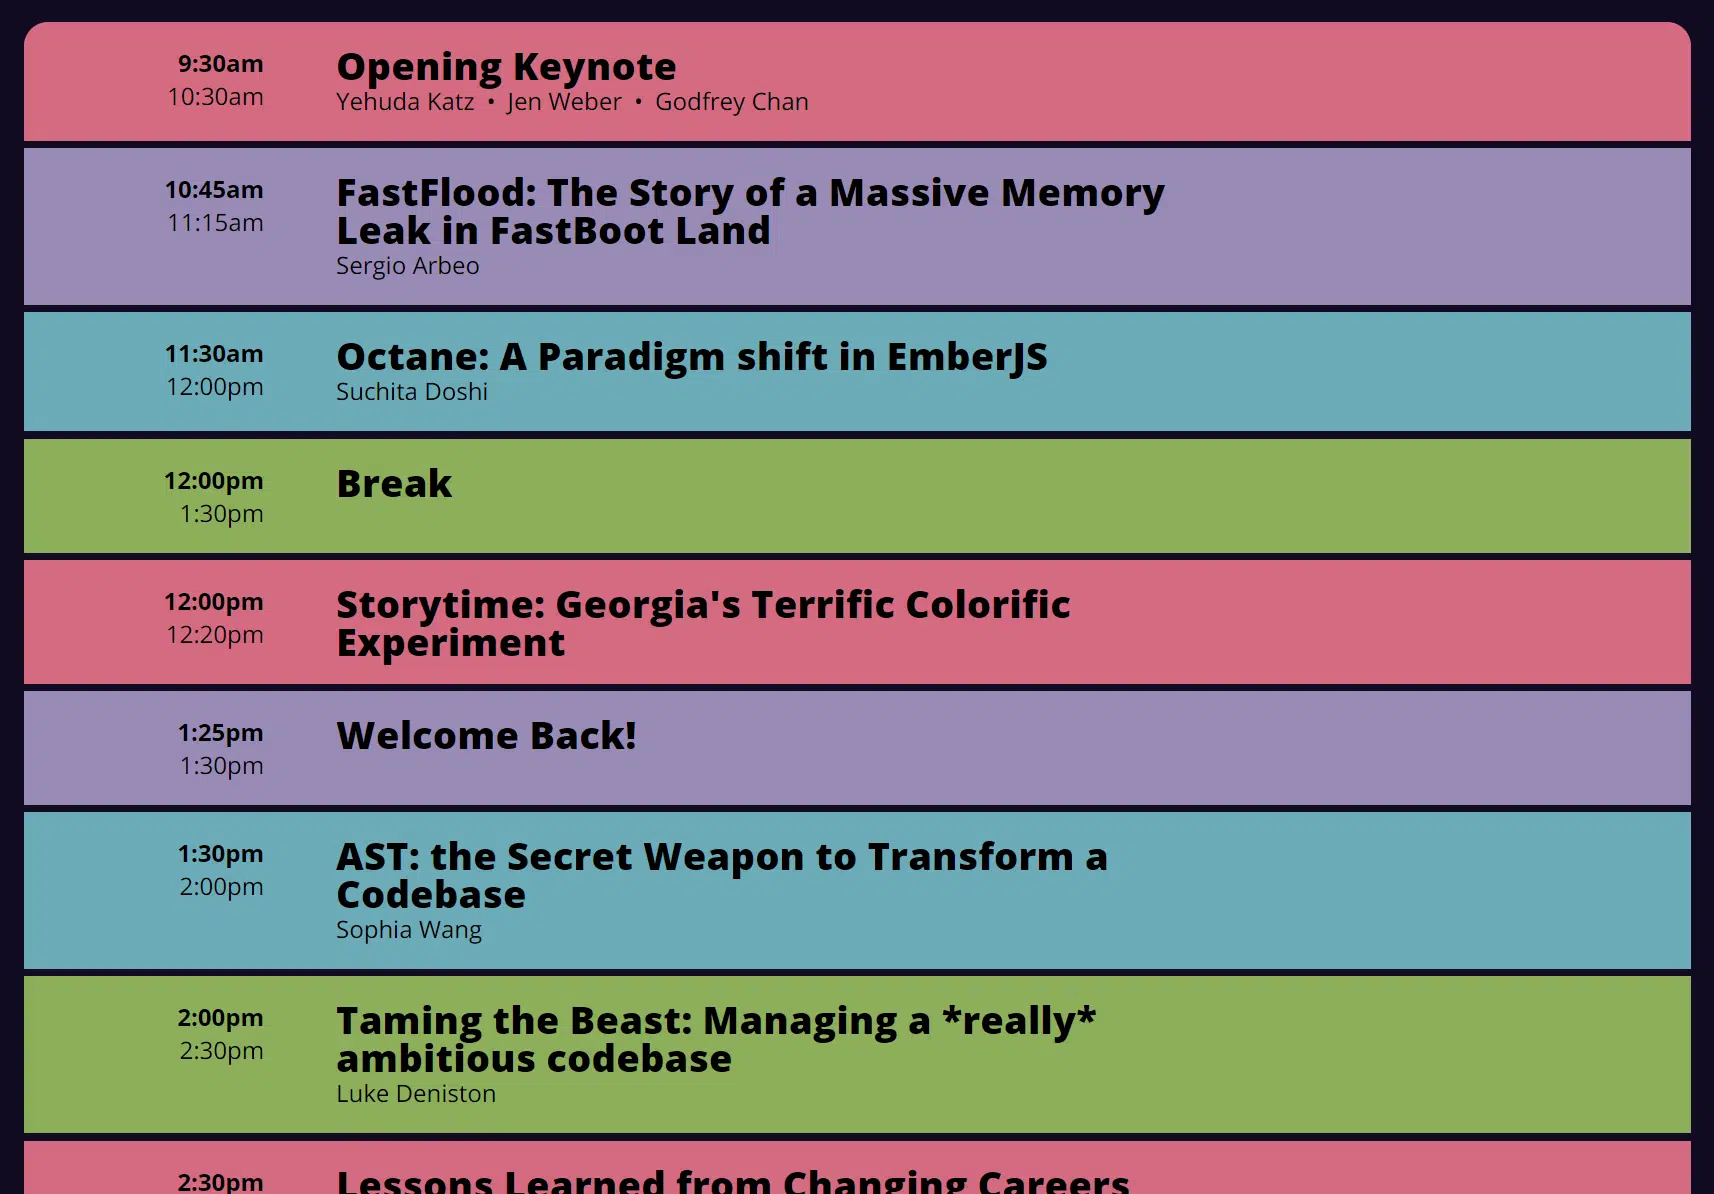 9:30am
10:30am
Opening Keynote
Yehuda Katz • Jen Weber • Godfrey Chan
10:45am
11:15am
FastFlood: The Story of a Massive Memory
Leak in FastBoot Land
Sergio Arbeo
11:30am
12:00pm
Octane: A Paradigm shift in EmberJS
Suchita Doshi
12:00pm
1:30pm
Break
12:00pm
12:20pm
Storytime: Georgia's Terrific Colorific
Experiment
1:25pm
1:30pm
Welcome Back!
1:30pm
2:00pm
AST: the Secret Weapon to Transform a
Codebase
Sophia Wang
2:00pm
2:30pm
Taming the Beast: Managing a *really*
ambitious codebase
Luke Deniston
2:30pm
Lessons Learned from Changing Careers